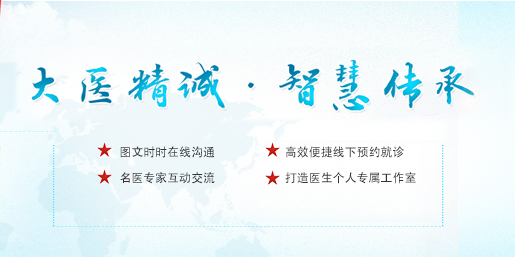 大医精诚·智慧传承
★ 图文时时在线沟通 ★ 高效便捷线下预约就诊
★ 名医专家互动交流 ★ 打造医生个人专属工作室